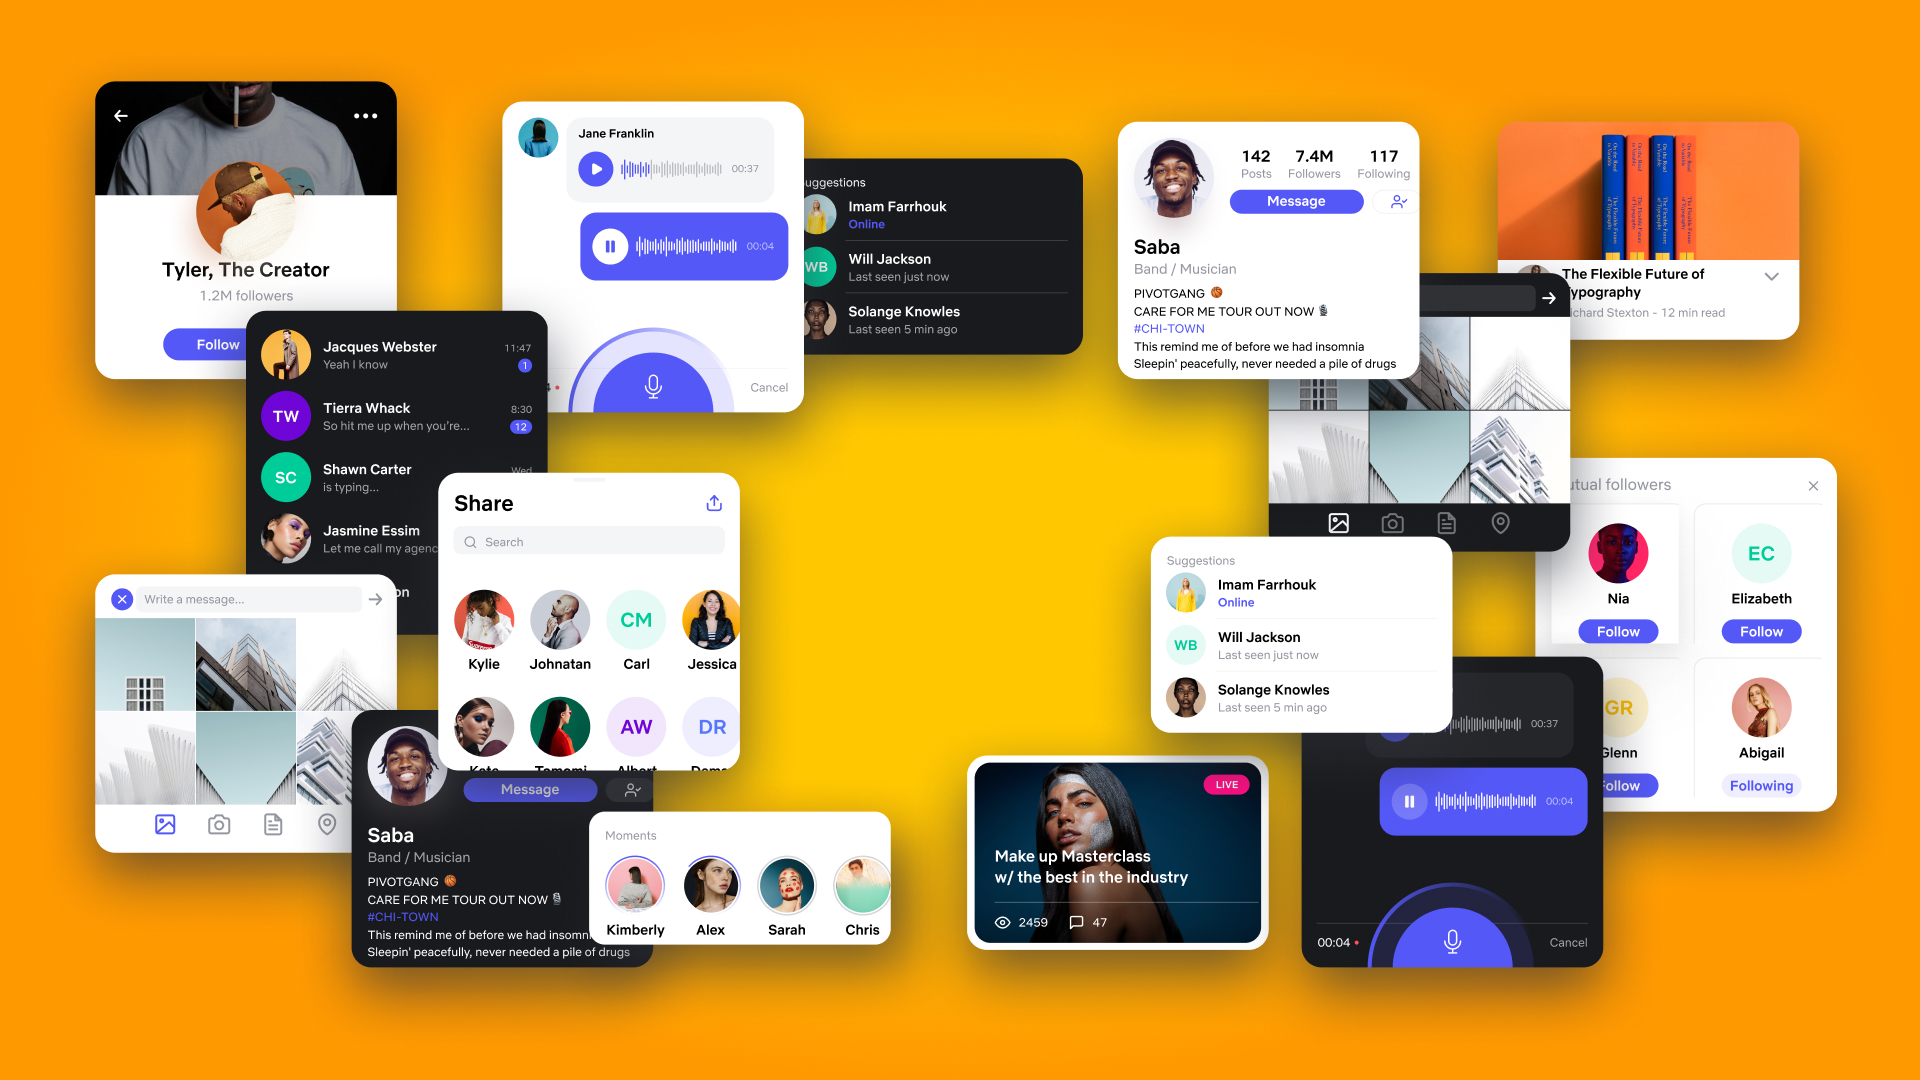 Tyler, The Creator
1.2M followers
Follow
Jane Franklin
00:37
00:04
Cancel
uggestions
Imam Farrhouk
Online
WB
Will Jackson
Last seen just now
Solange Knowles
Last seen 5 min ago
Jacques Webster
11:47
Yeah I know
1
TW
Tierra Whack
8:30
So hit me up when you're...
12
SC
Shawn Carter
Wed
is typing...
Jasmine Essim
Let me call my agenc
on
Share
Search
CM
Kylie
Johnatan
Carl
Jessica
AW
DR
Kate
Tomomi
Albert
Write a message...
Message
Saba
Band / Musician
PIVOTGANG
CARE FOR ME TOUR OUT NOW
#CHI-TOWN
This remind me of before we had insomn
Sleepin' peacefully, never needed a pile of drugs
Moments
Kimberly
Alex
Sarah
Chris
142
7.4M
117
Posts
Followers
Following
Message
Saba
Band / Musician
PIVOTGANG
CARE FOR ME TOUR OUT NOW
#CHI-TOWN
This remind me of before we had insomnia
Sleepin' peacefully, never needed a pile of drugs
The Flexible Future of
ypography
ichard Stexton - 12 min read
utual followers
Nia
Follow
EC
Elizabeth
Follow
GR
Glenn
ollow
Abigail
Following
Suggestions
Imam Farrhouk
Online
WB
Will Jackson
Last seen just now
Solange Knowles
Last seen 5 min ago
00:37
00:04
00:04
Cancel
LIVE
Make up Masterclass
w/ the best in the industry
2459
47